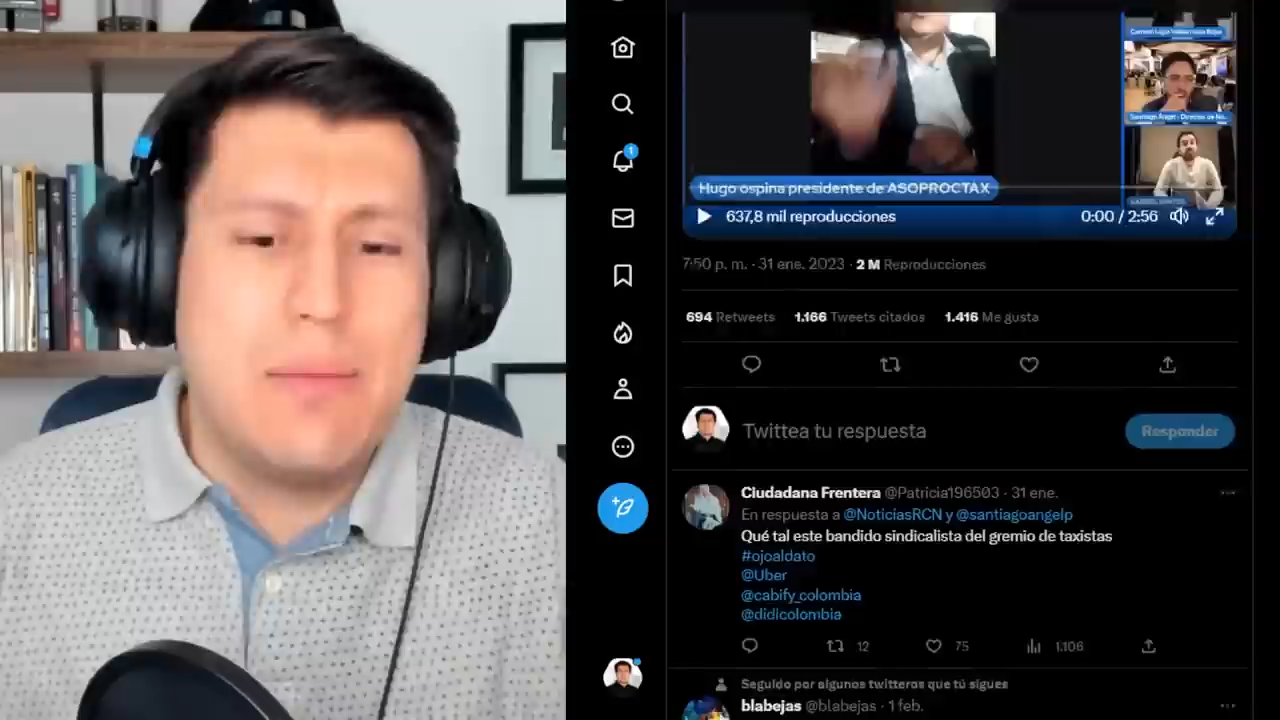 Hugo ospina presidente de ASOPROCTAX
637,8 mil reproducciones
0:00 / 2:56
7:50 p. m. · 31 ene. 2023 · 2 M Reproducciones
694 Retweets 1.166 Tweets citados 1.416 Me gusta
Twittea tu respuesta
Responder
Ciudadana Frentera @Patricia196503 · 31 ene.
En respuesta a @NoticiasRCN y @santiagoangelp
Qué tal este bandido sindicalista del gremio de taxistas
#ojoaldato
@Uber
@cabify_colombia
@didicolombia
12
75
1.106
Seguido por algunos twitteros que tú sigues
blabejas @blabejas · 1 feb.
1